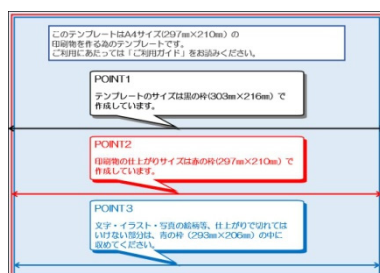 このテンプレートはA4サイズ(297㎜×210㎜)の
印刷物を作る為のテンプレートです。
ご利用にあたっては「ご利用ガイド」をお読みください。
POINT1
テンプレートのサイズは黒の枠(303㎜×216㎜)で
作成しています。
POINT2
印刷物の仕上がりサイズは赤の枠(297㎜×210㎜)で
作成しています。
POINT3
文字・イラスト・写真の絵柄等、仕上がりで切れては
いけない部分は、青の枠(293㎜×206㎜)の中に
収めてください。